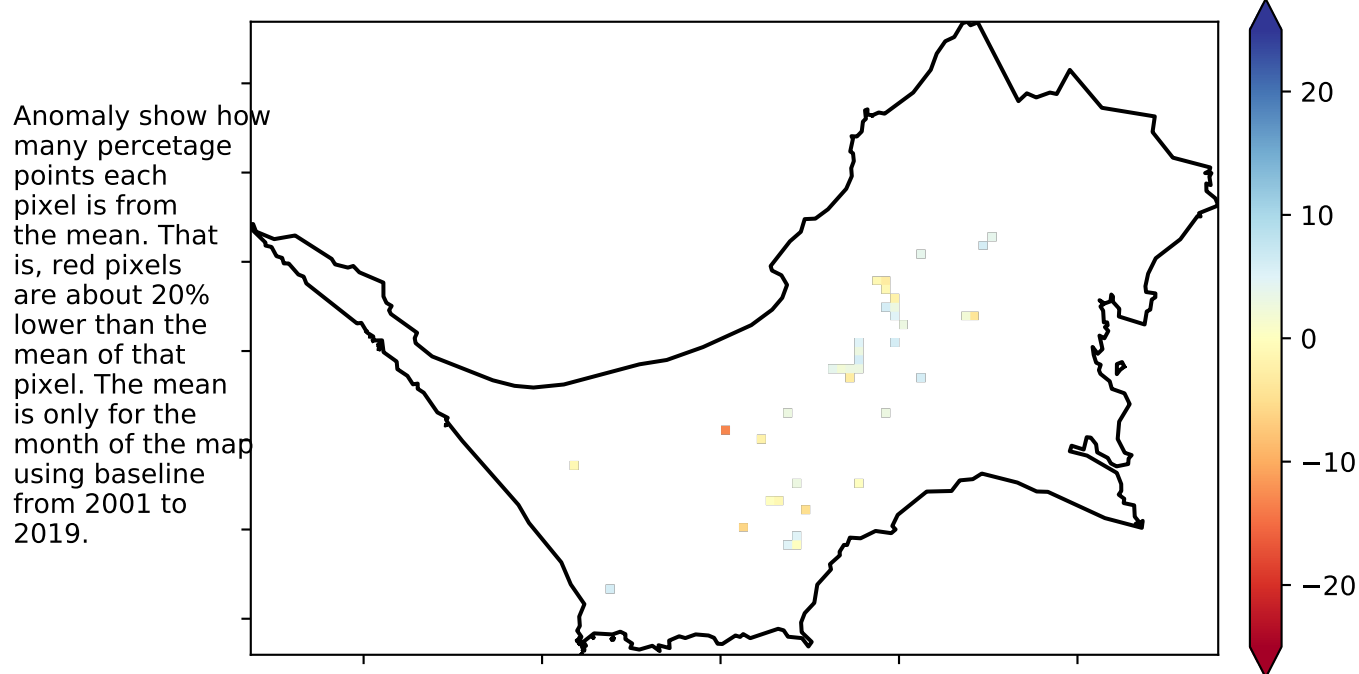 Anomaly show how
many percetage
points each
pixel is from
the mean. That
is, red pixels
are about 20%
lower than the
mean of that
pixel. The mean
is only for the
month of the map
using baseline
from 2001 to
2019.
20
10
0
−10
−20